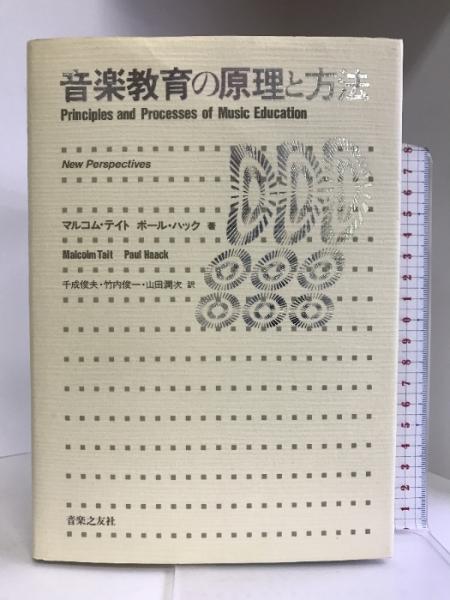 音楽教育の原理と方法
Principles and Processes of Music Education
New Perspectives
マルコム・テイト ポール・ハック 著
Malcolm Tait Paul Haack
千成俊夫・竹内俊一・山田潤次 訳
音楽之友社